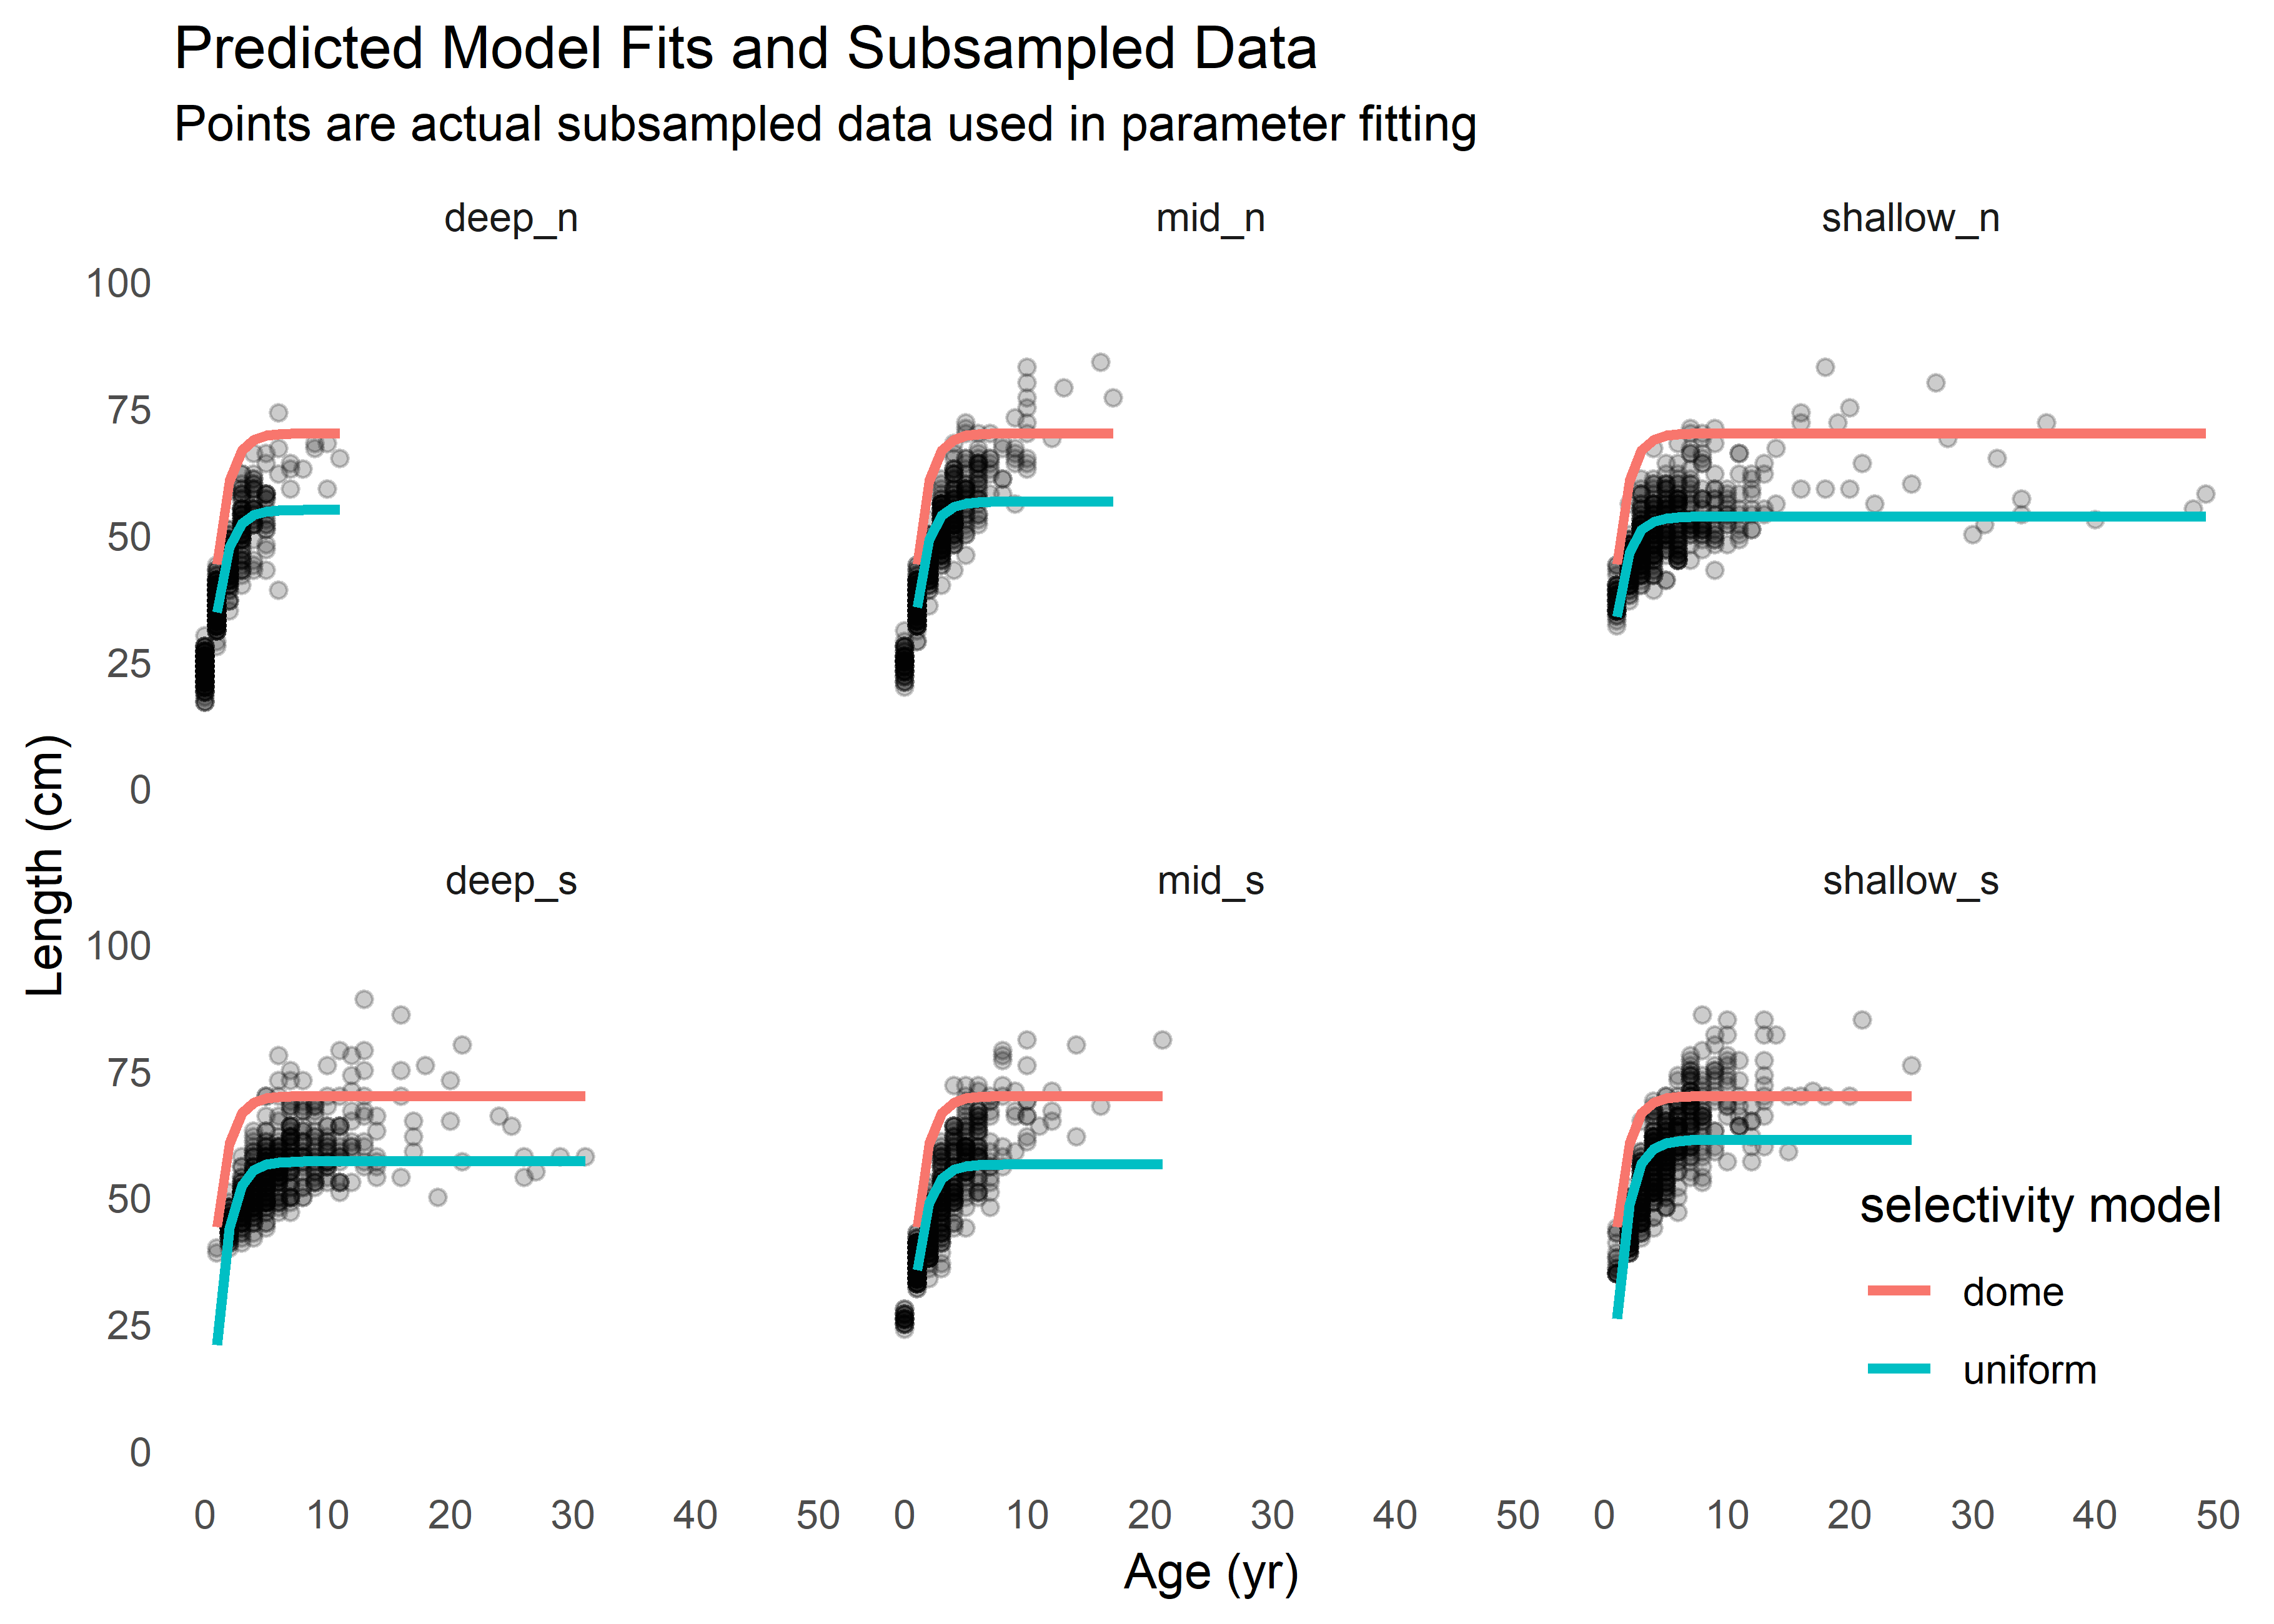 Predicted Model Fits and Subsampled Data
Points are actual subsampled data used in parameter fitting
deep_n
mid_n
shallow_n
100
75
50
25
0
Length (cm)
deep_s
mid_s
shallow_s
100
75
50
25
0
selectivity model
dome
uniform
0 10 20 30 40 50
0 10 20 30 40 50
0 10 20 30 40 50
Age (yr)